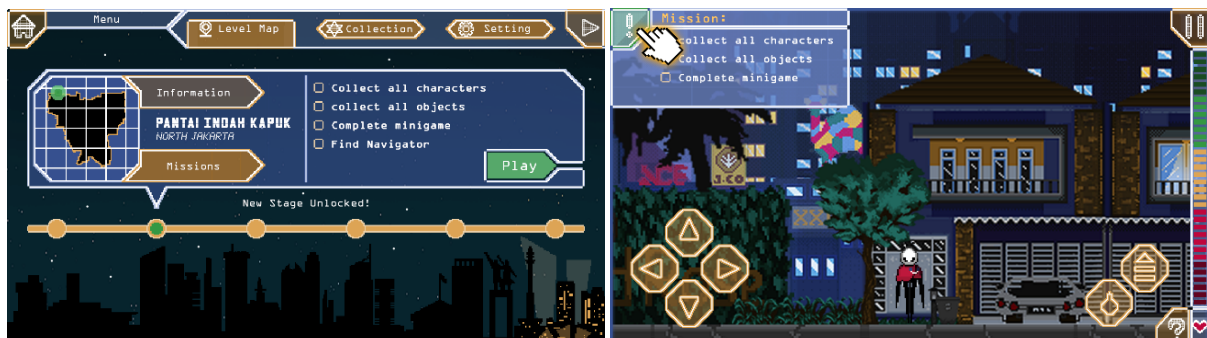 Menu
Level Map
Collection
Setting
Information
PANTAI INDAH KAPUK
NORTH JAKARTA
Missions
Collect all characters
collect all objects
Complete minigame
Find Navigator
Play
New Stage Unlocked!
Mission:
collect all characters
Collect all objects
Complete minigame
J.CO